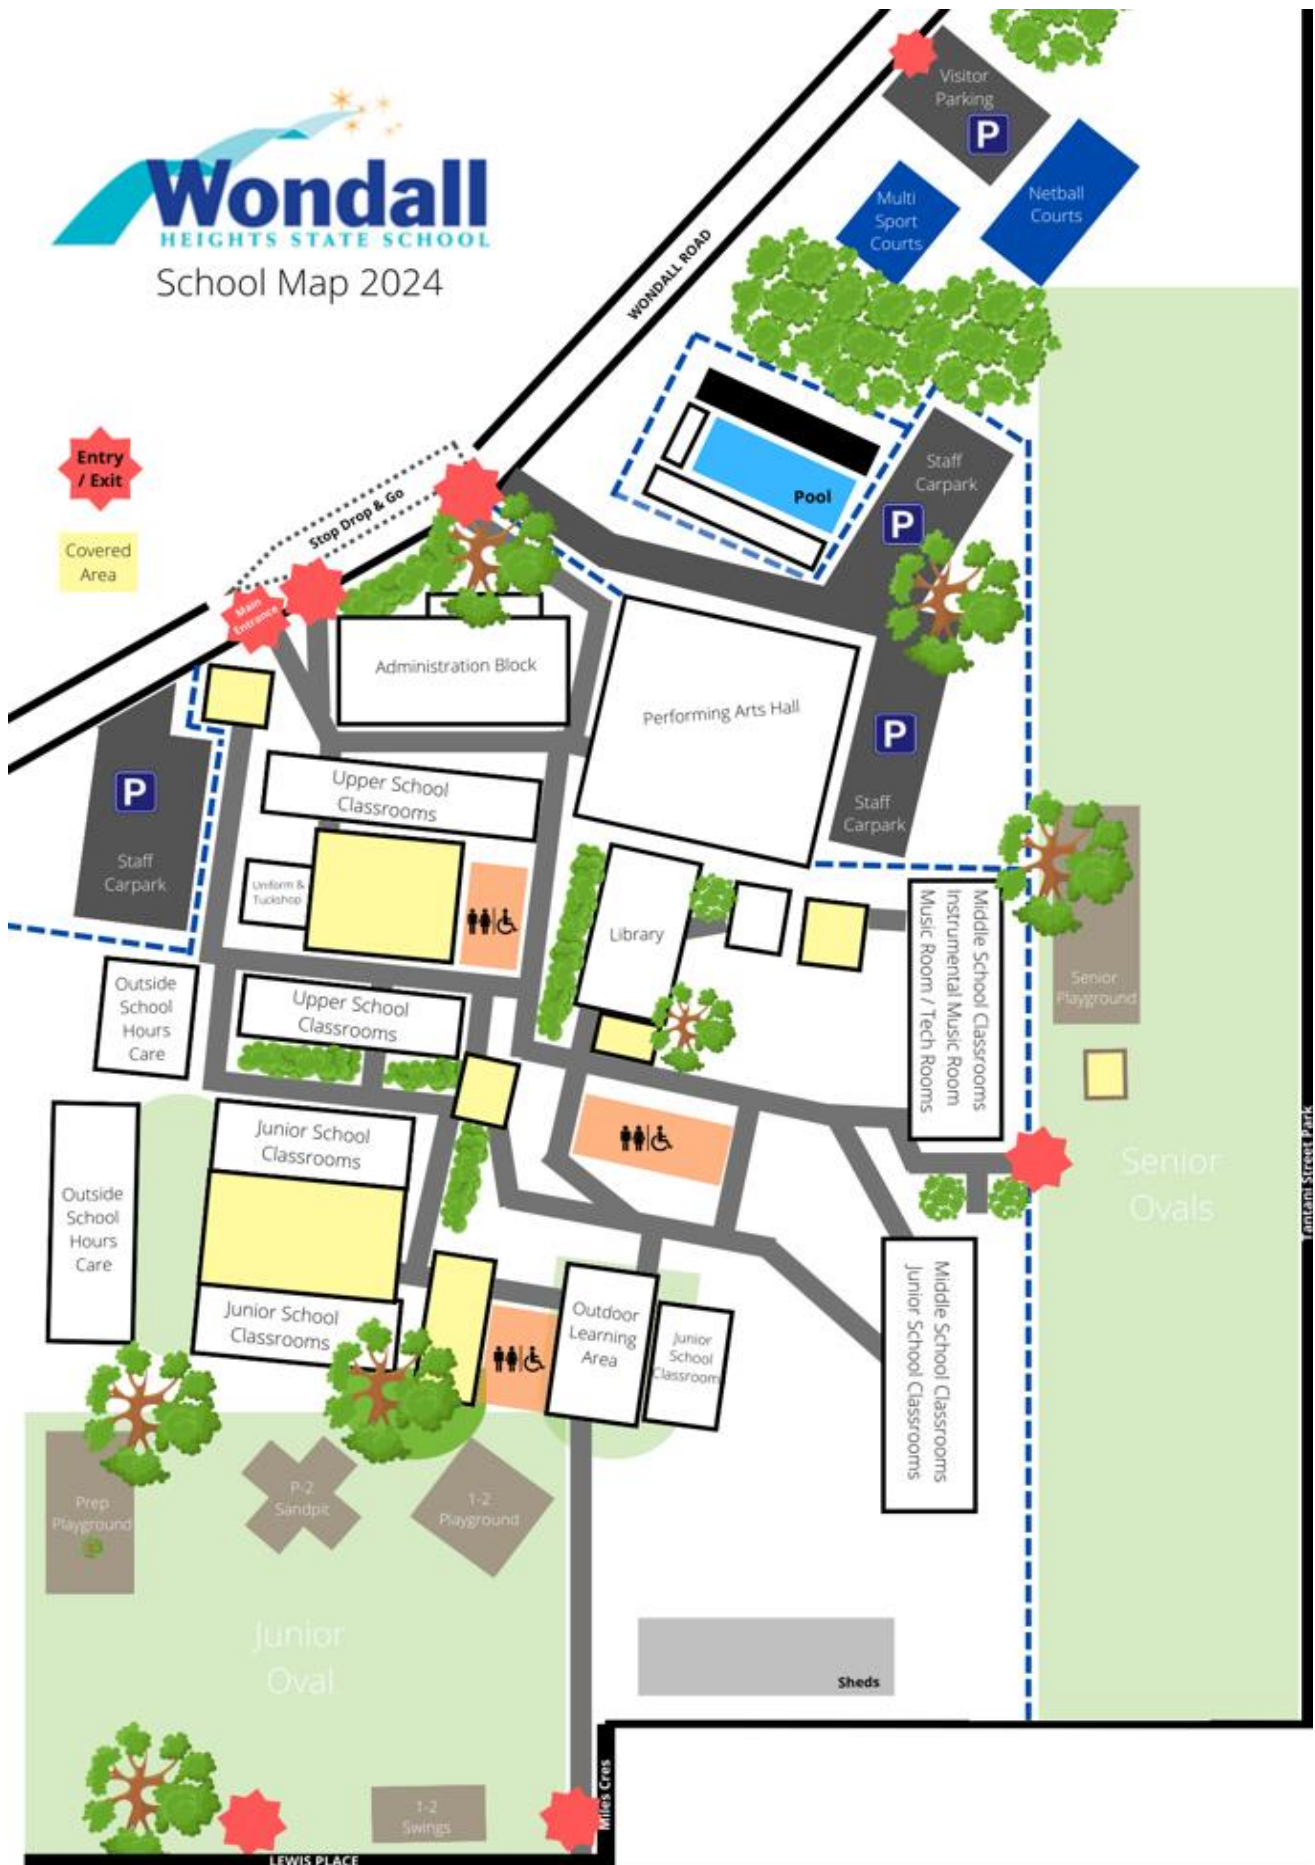 Visitor
Parking
P
Wondall
HEIGHTS STATE SCHOOL
School Map 2024
Multi
Sport
Courts
Netball
Courts
WONDALL ROAD
Entry
/ Exit
Covered
Area
Stop Drop & Go
Pool
Staff
Carpark
P
Main
Entrance
Administration Block
Performing Arts Hall
P
Staff
Carpark
P
Staff
Carpark
Upper School
Classrooms
Uniform &
Tuckshop
Library
Middle School Classrooms
Instrumental Music Room
Music Room / Tech Rooms
Senior
Playground
Outside
School
Hours
Care
Upper School
Classrooms
Junior School
Classrooms
Outside
School
Hours
Care
Senior
Ovals
Tantani Street Park
Junior School
Classrooms
Outdoor
Learning
Area
Junior
School
Classroom
Middle School Classrooms
Junior School Classrooms
Prep
Playground
P-2
Sandpit
1-2
Playground
Junior
Oval
Sheds
1-2
Swings
Miles Cres
LEWIS PLACE